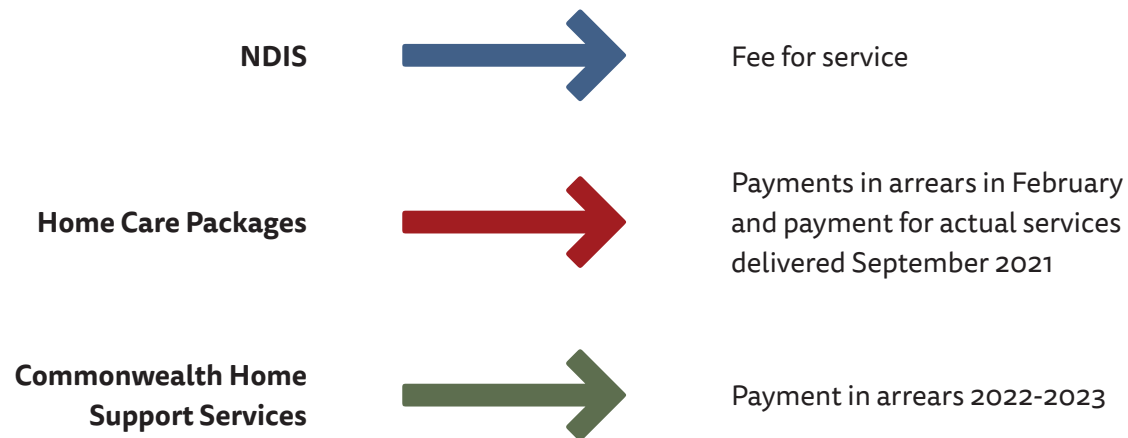 NDIS
Fee for service
Home Care Packages
Payments in arrears in February
and payment for actual services
delivered September 2021
Commonwealth Home
Support Services
Payment in arrears 2022-2023